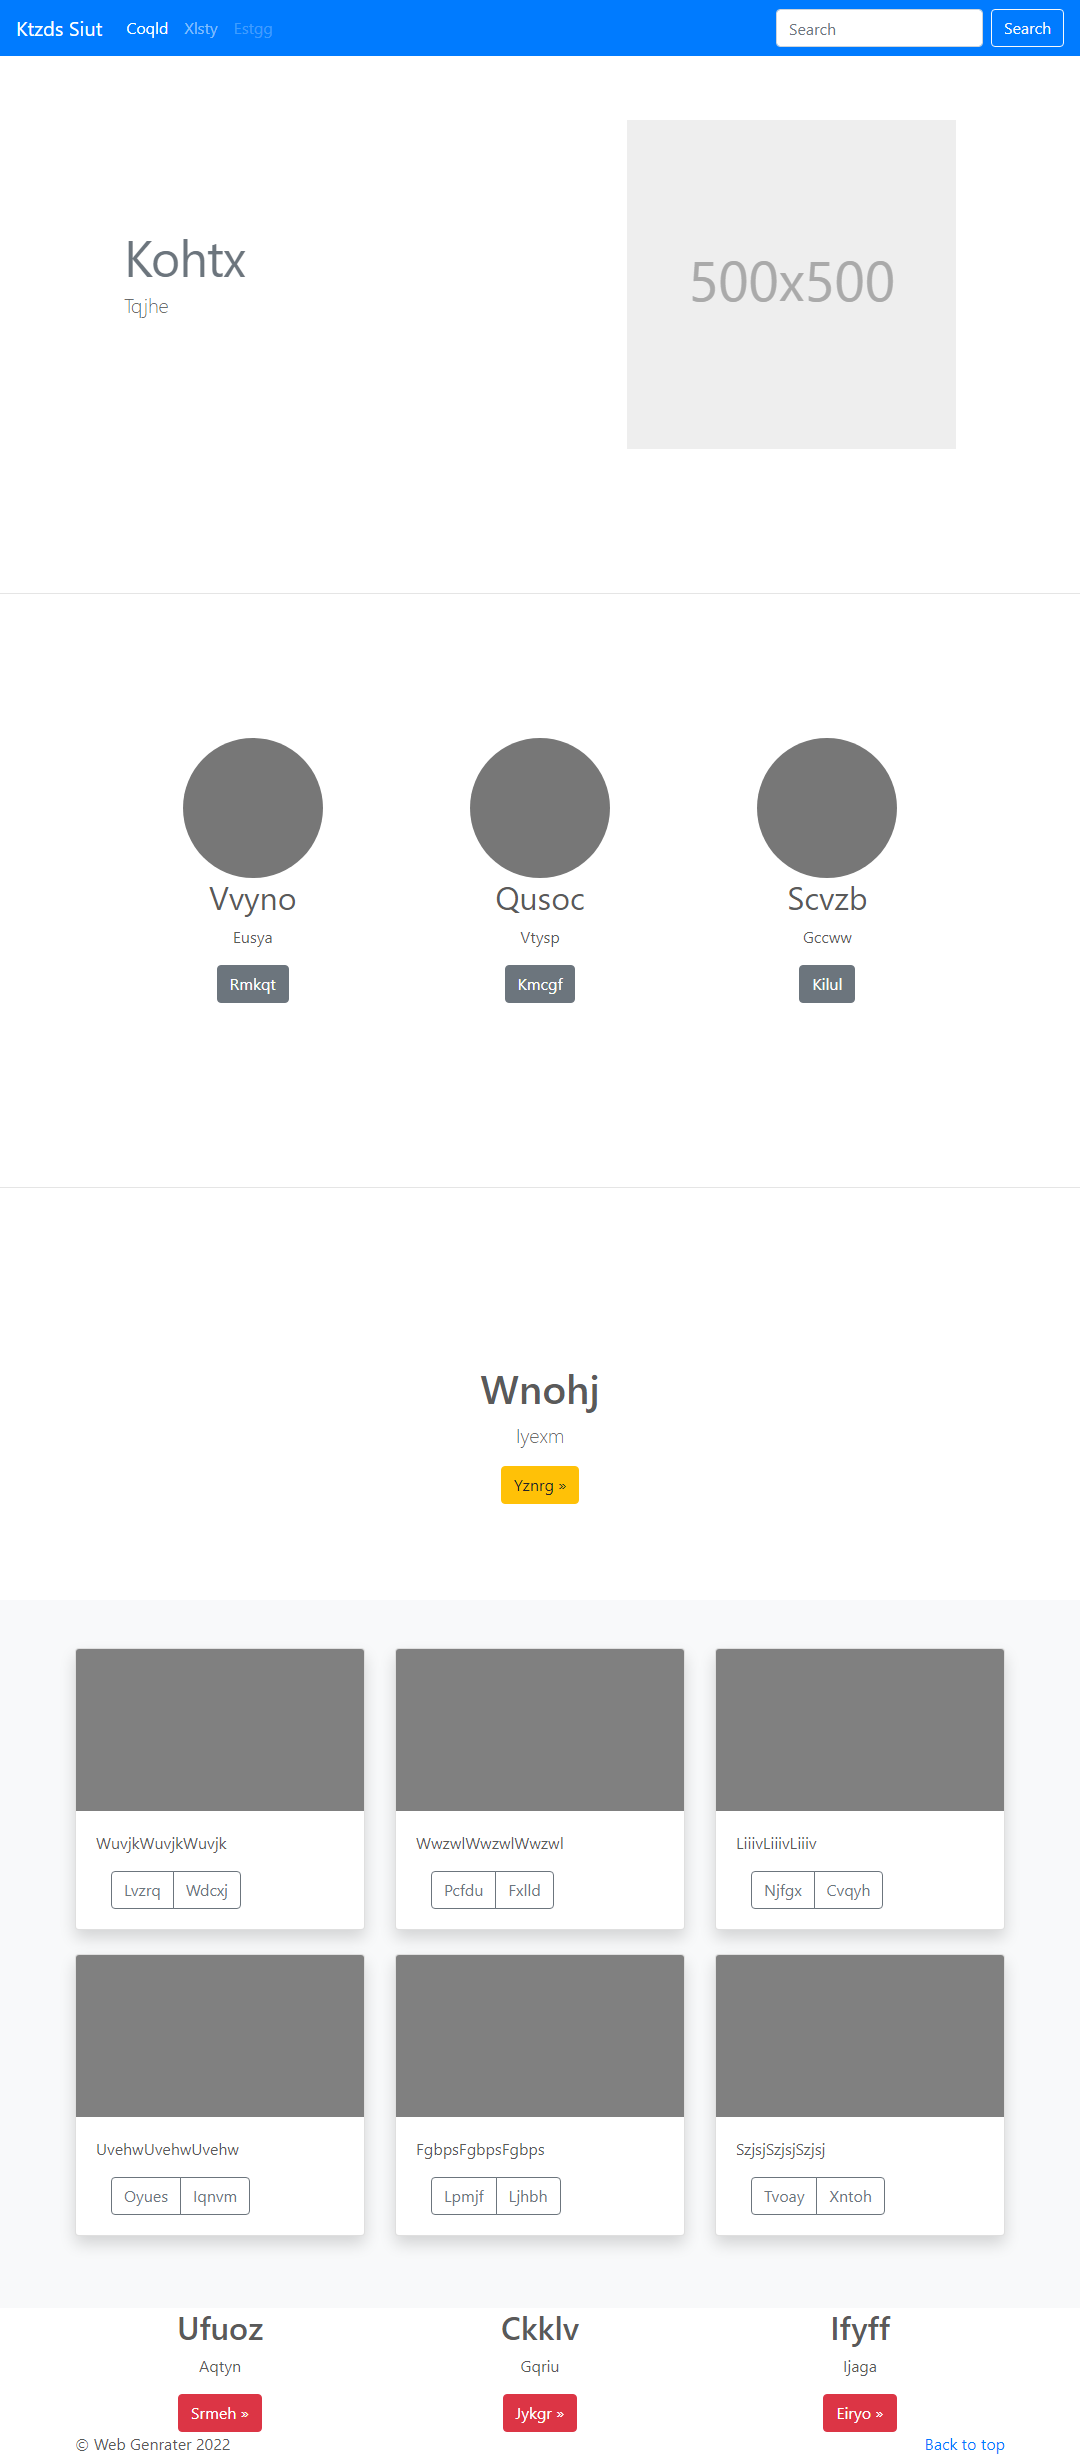 Ktzds Siut Coqld Xlsty Estgg Search Search
Kohtx
Tqjhe
500x500
Vvyno Qusoc Scvzb
Eusya Vtysp Gccww
Rmkqt Kmcgf Kilul
Wnohj
Iyexm
Yznrg »
WuvjkWuvjkWuvjk WwzwlWwzwlWwzwl LiiivLiiivLiiiv
Lvzrq Wdcxj Pcfdu Fxlld Njfgx Cvqyh
UvehwUvehwUvehw FgbpsFgbpsFgbps SzjsjSzjsjSzjsj
Oyues Iqnvm Lpmjf Ljhbh Tvoay Xntoh
Ufuoz Ckklv Ifyff
Aqtyn Gqriu Ijaga
Srmeh » Jykgr » Eiryo »
© Web Genrater 2022 Back to top